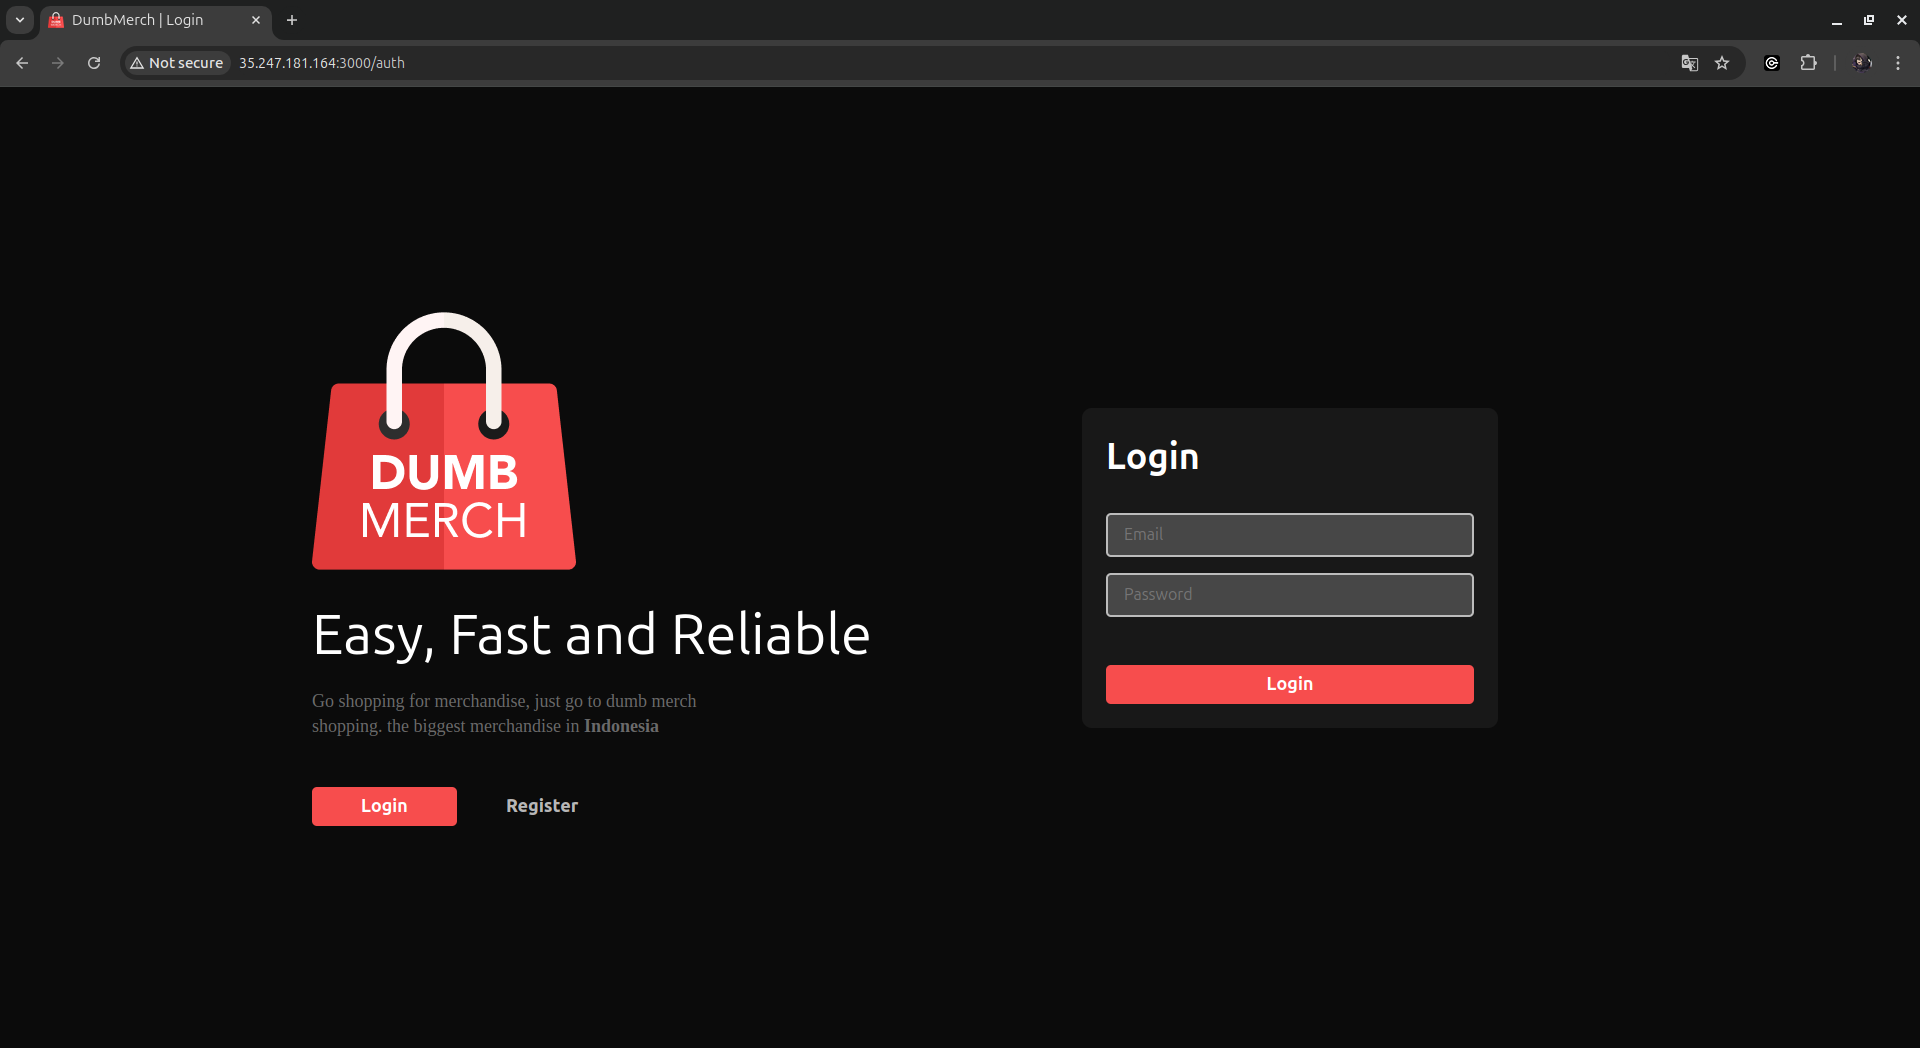 DumbMerch | Login
Not secure
35.247.181.164:3000/auth
DUMB
MERCH
Easy, Fast and Reliable
Go shopping for merchandise, just go to dumb merch
shopping. the biggest merchandise in Indonesia
Login
Register
Login
Email
Password
Login